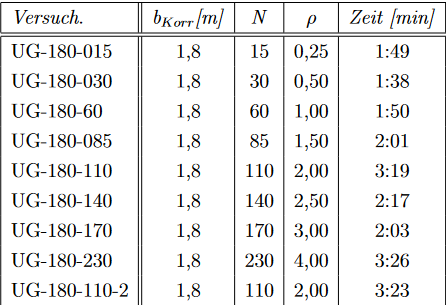 Versuch. b_Korr[m] N ρ Zeit [min]
UG-180-015 1,8 15 0,25 1:49
UG-180-030 1,8 30 0,50 1:38
UG-180-60 1,8 60 1,00 1:50
UG-180-085 1,8 85 1,50 2:01
UG-180-110 1,8 110 2,00 3:19
UG-180-140 1,8 140 2,50 2:17
UG-180-170 1,8 170 3,00 2:03
UG-180-230 1,8 230 4,00 3:26
UG-180-110-2 1,8 110 2,00 3:23